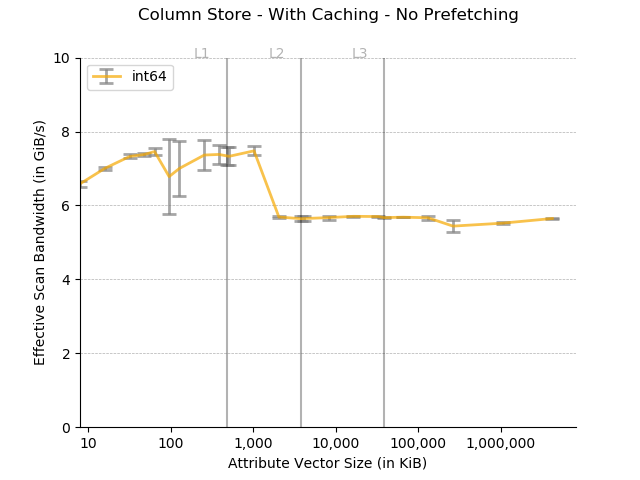 Column Store - With Caching - No Prefetching
L1 L2 L3
int64
10
8
6
4
2
0
Effective Scan Bandwidth (in GiB/s)
10 100 1,000 10,000 100,000 1,000,000
Attribute Vector Size (in KiB)